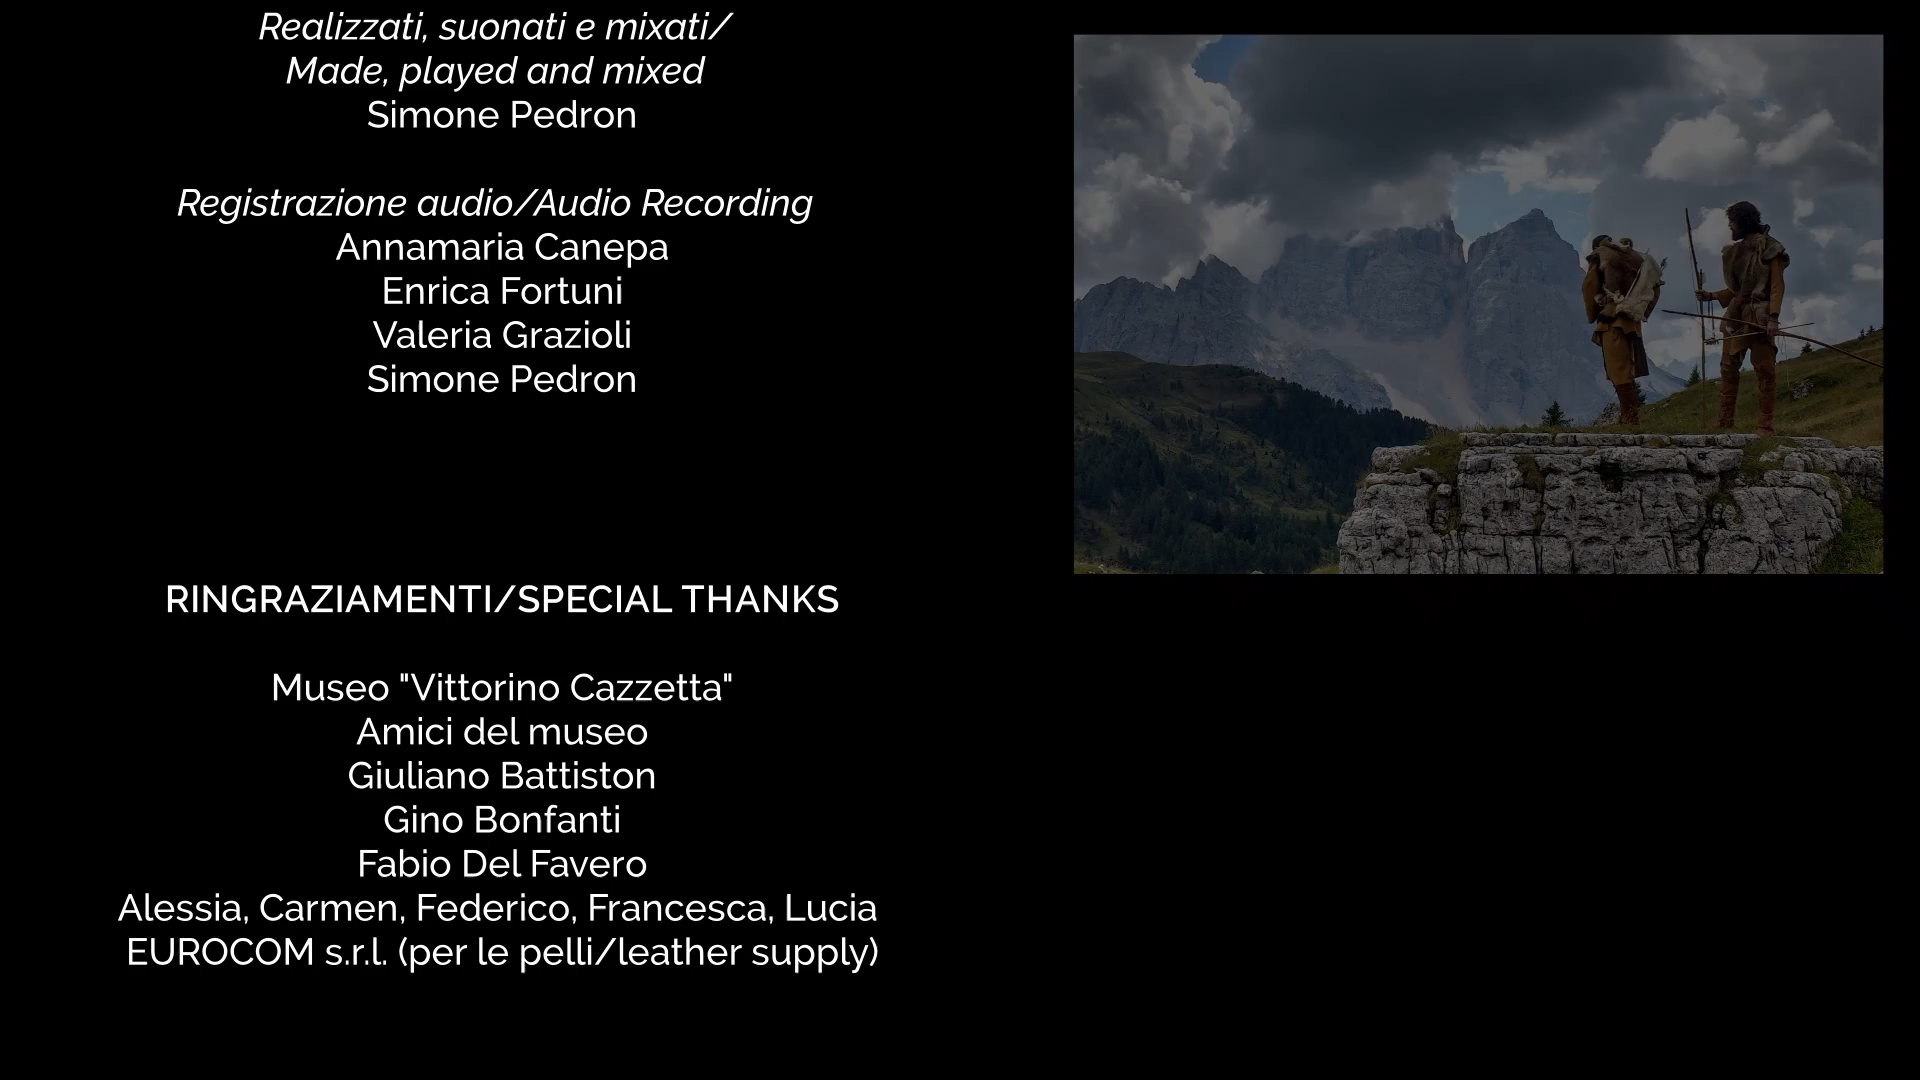 Realizzati, suonati e mixati/
Made, played and mixed
Simone Pedron
Registrazione audio/Audio Recording
Annamaria Canepa
Enrica Fortuni
Valeria Grazioli
Simone Pedron
RINGRAZIAMENTI/SPECIAL THANKS
Museo "Vittorino Cazzetta"
Amici del museo
Giuliano Battiston
Gino Bonfanti
Fabio Del Favero
Alessia, Carmen, Federico, Francesca, Lucia
EUROCOM s.r.l. (per le pelli/leather supply)